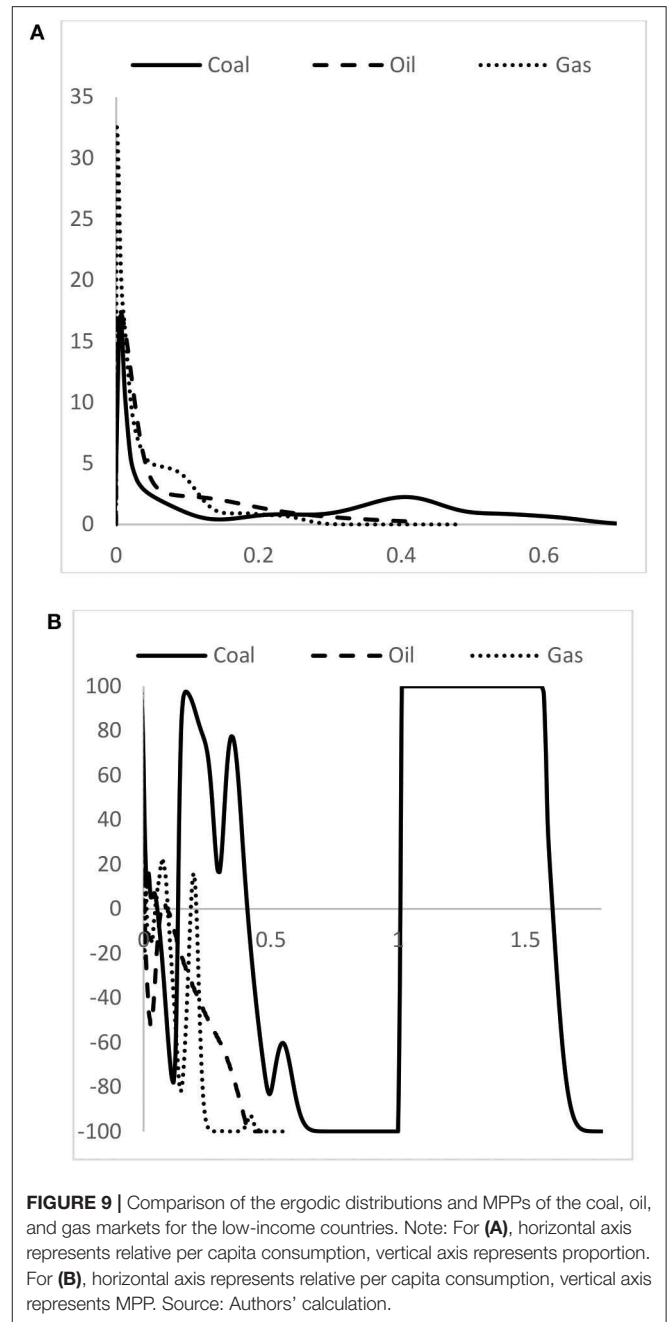 A
Coal Oil Gas
35
30
25
20
15
10
5
0
0 0.2 0.4 0.6
B
Coal Oil Gas
100
80
60
40
20
0
0 0.5 1 1.5
-20
-40
-60
-80
-100
FIGURE 9 | Comparison of the ergodic distributions and MPPs of the coal, oil,
and gas markets for the low-income countries. Note: For (A), horizontal axis
represents relative per capita consumption, vertical axis represents proportion.
For (B), horizontal axis represents relative per capita consumption, vertical axis
represents MPP. Source: Authors' calculation.